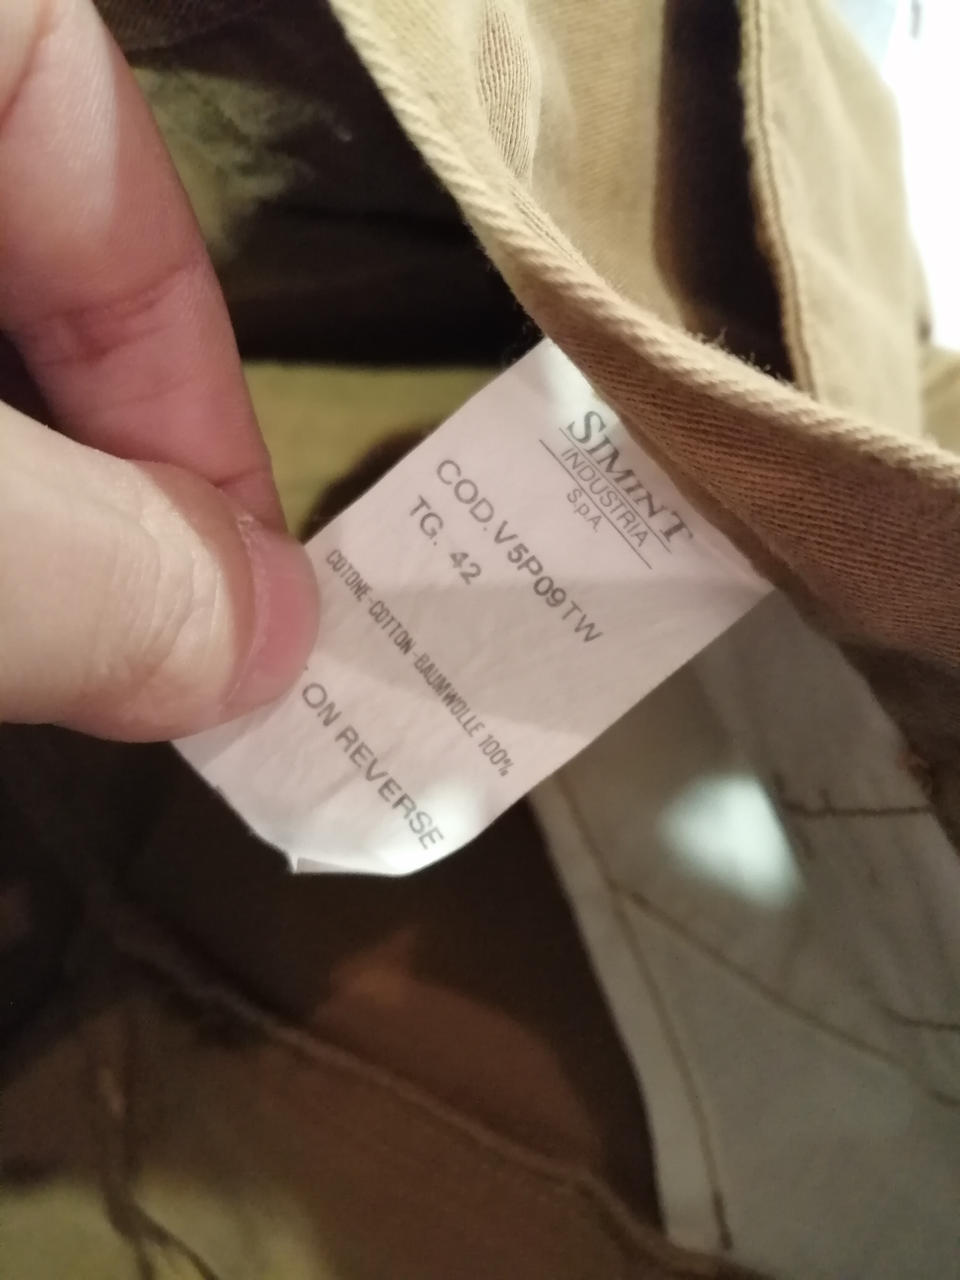 SIMINT
INDUSTRIA
S.p.A.
COD. V5P09TW
TG. 42
COTONE-COTTON-BAUMWOLLE 100%
ON REVERSE